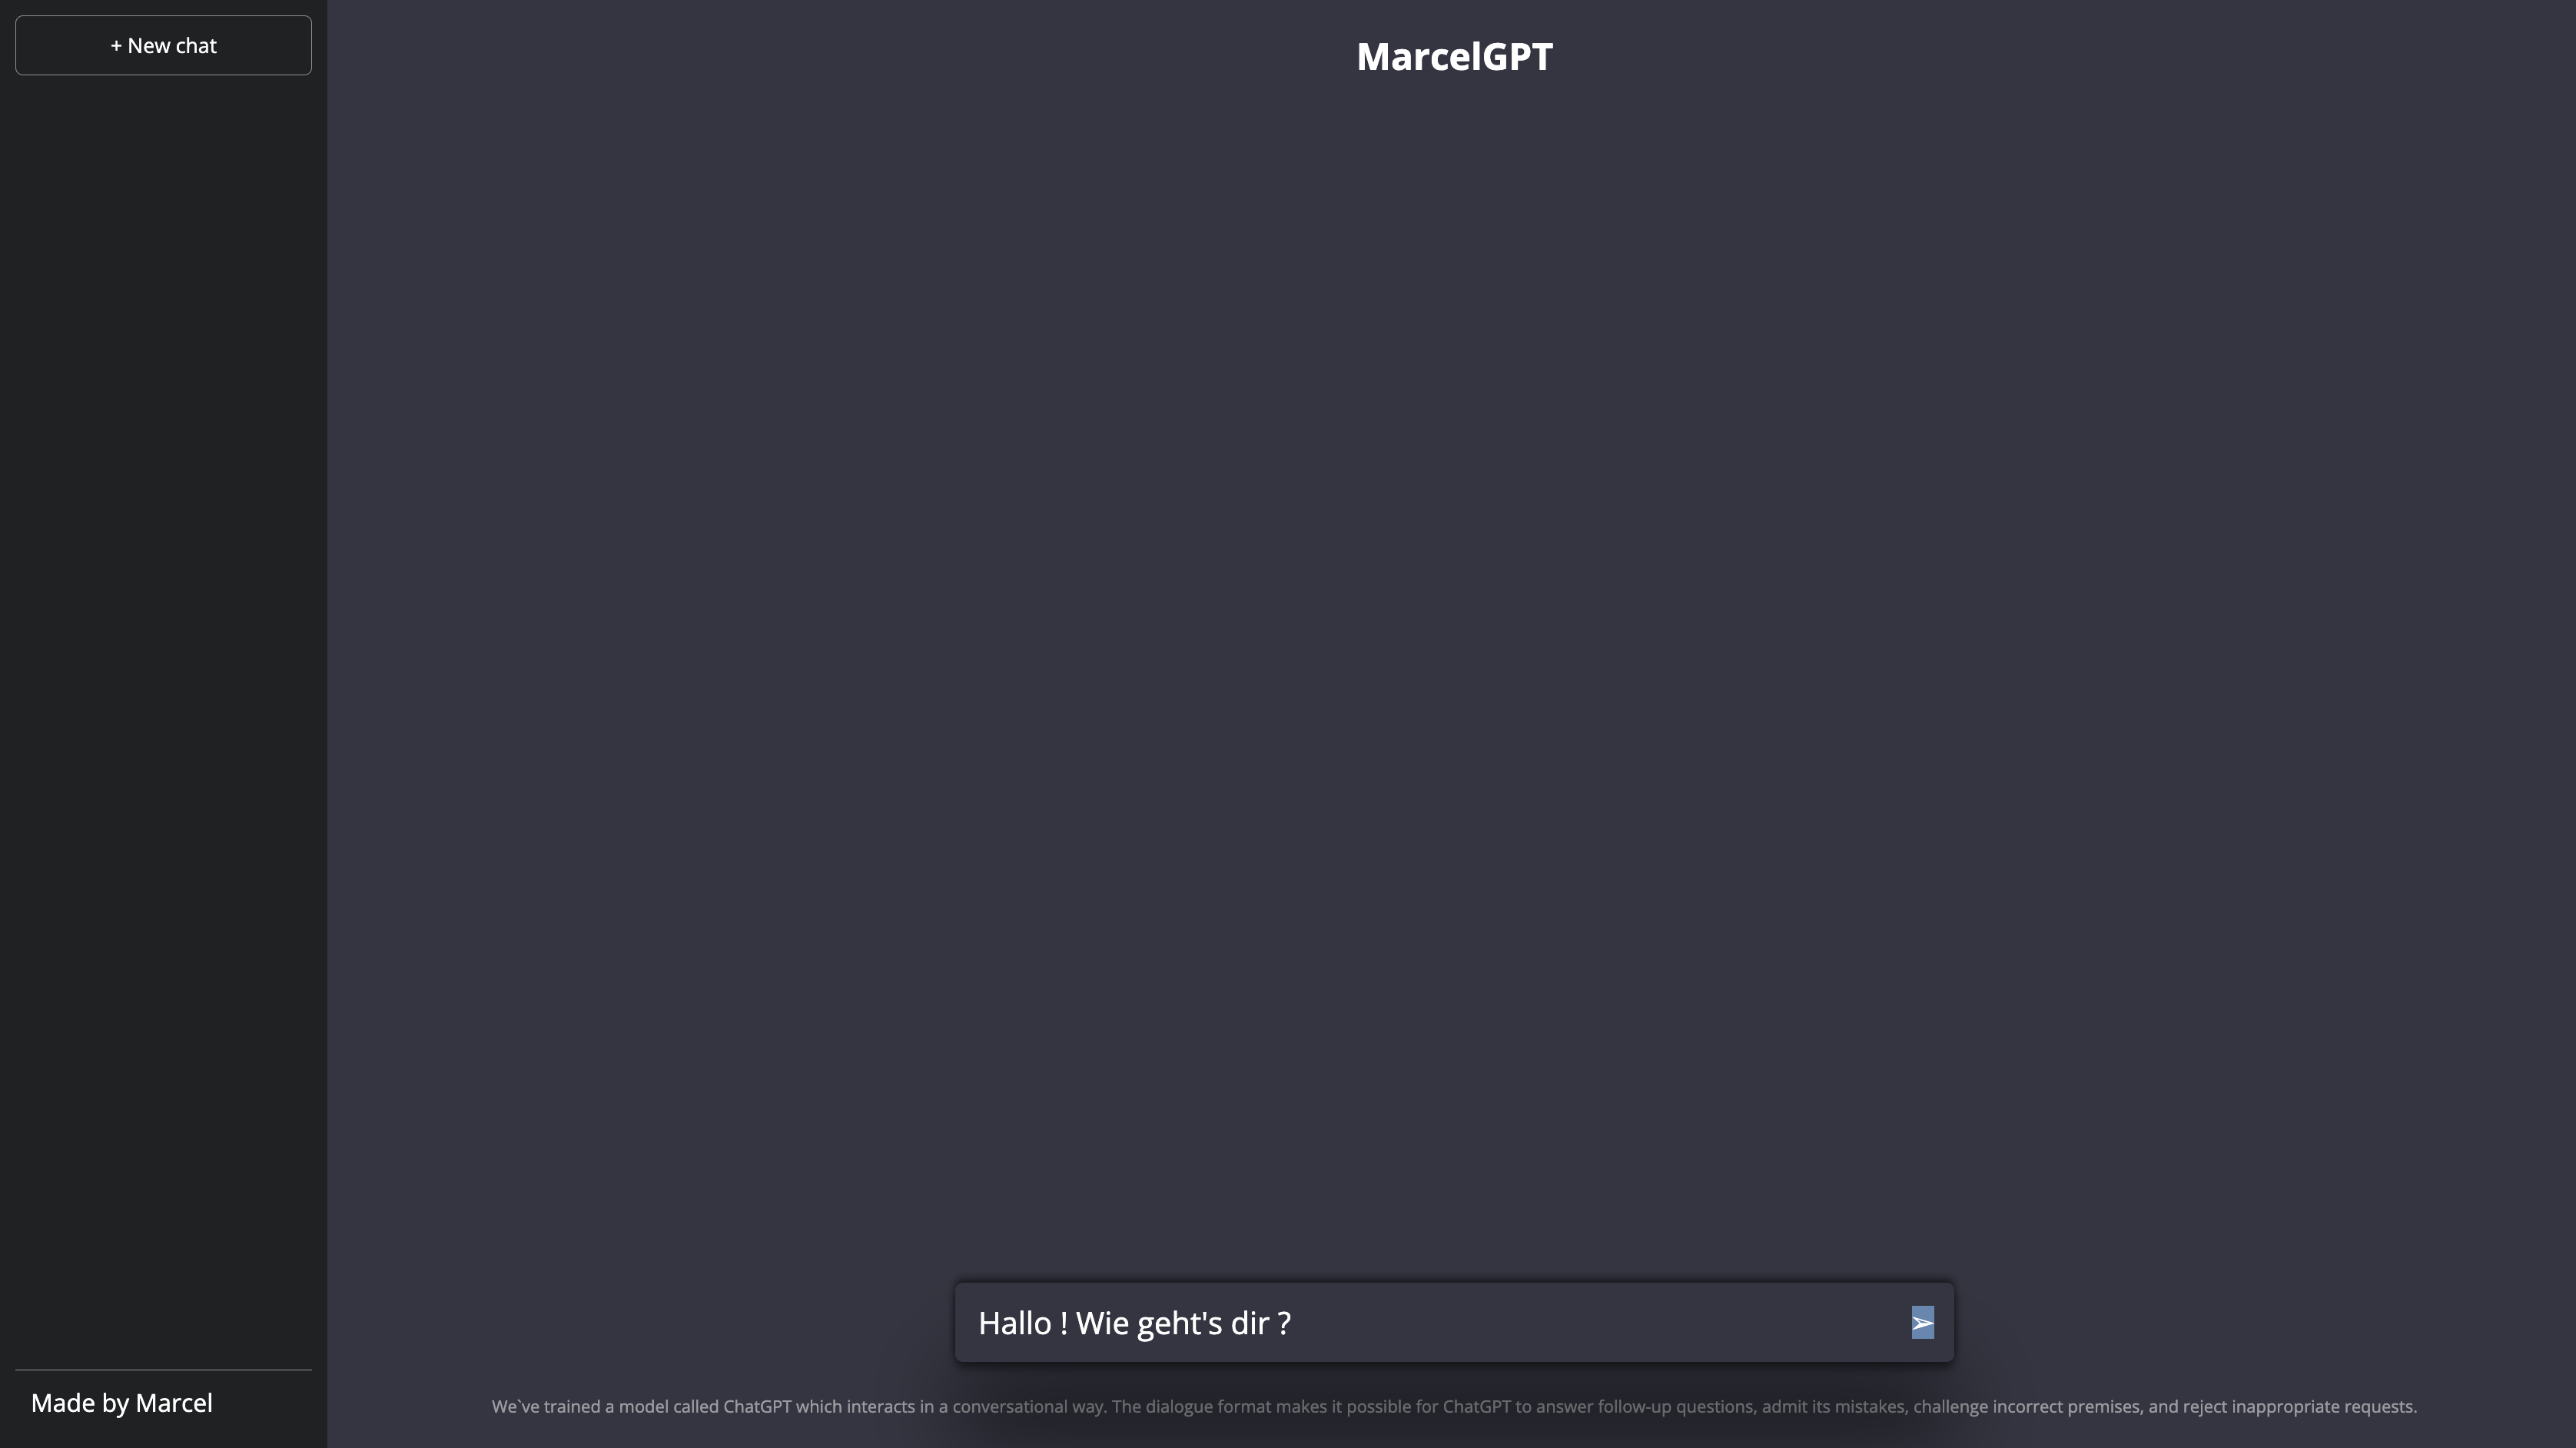 + New chat
MarcelGPT
Hallo ! Wie geht's dir ?
➢
Made by Marcel
We`ve trained a model called ChatGPT which interacts in a conversational way. The dialogue format makes it possible for ChatGPT to answer follow-up questions, admit its mistakes, challenge incorrect premises, and reject inappropriate requests.